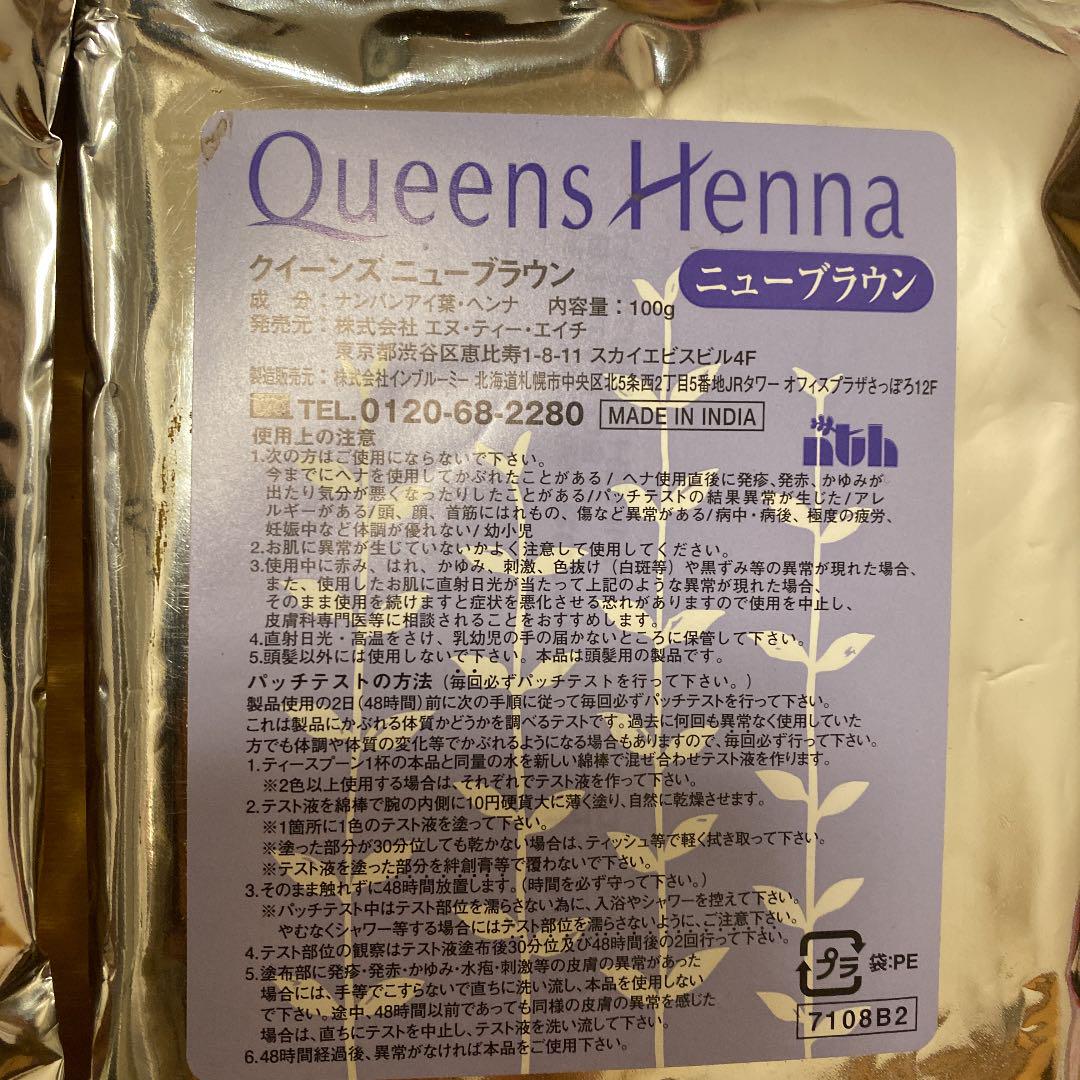 Queens Henna
クイーンズ ニューブラウン
ニューブラウン
成　分：ナンバンアイ葉・ヘンナ　内容量：100g
発売元：株式会社 エヌ・ティー・エイチ
東京都渋谷区恵比寿1-8-11 スカイエビスビル4F
製造販売元：株式会社インブルーミー 北海道札幌市中央区北5条西2丁目5番地JRタワー オフィスプラザさっぽろ12F
TEL.0120-68-2280 MADE IN INDIA
nth
使用上の注意
1.次の方はご使用にならないで下さい。
今までにヘナを使用してかぶれたことがある/ ヘナ使用直後に発疹、発赤、かゆみが
出たり気分が悪くなったりしたことがある/パッチテストの結果異常が生じた/アレ
ルギーがある/頭、顔、首筋にはれもの、傷など異常がある/病中・病後、極度の疲労、
妊娠中など体調が優れない/ 幼小児
2.お肌に異常が生じていないかよく注意して使用してください。
3.使用中に赤み、はれ、かゆみ、刺激、色抜け（白斑等）や黒ずみ等の異常が現れた場合、
また、使用したお肌に直射日光が当たって上記のような異常が現れた場合、
そのまま使用を続けますと症状を悪化させる恐れがありますので使用を中止し、
皮膚科専門医等に相談されることをおすすめします。
4.直射日光・高温をさけ、乳幼児の手の届かないところに保管して下さい。
5.頭髪以外には使用しないで下さい。本品は頭髪用の製品です。
パッチテストの方法（毎回必ずパッチテストを行って下さい。）
製品使用の2日（48時間）前に次の手順に従って毎回必ずパッチテストを行って下さい。
これは製品にかぶれる体質かどうかを調べるテストです。過去に何回も異常なく使用していた
方でも体調や体質の変化等でかぶれるようになる場合もありますので、毎回必ず行って下さい。
1.ティースプーン1杯の本品と同量の水を新しい綿棒で混ぜ合わせテスト液を作ります。
※2色以上使用する場合は、それぞれでテスト液を作って下さい。
2.テスト液を綿棒で腕の内側に10円硬貨大に薄く塗り、自然に乾燥させます。
※1箇所に1色のテスト液を塗って下さい。
※塗った部分が30分位しても乾かない場合は、ティッシュ等で軽く拭き取って下さい。
※テスト液を塗った部分を絆創膏等で覆わないで下さい。
3.そのまま触れずに48時間放置します。（時間を必ず守って下さい。）
※パッチテスト中はテスト部位を濡らさない為に、入浴やシャワーを控えて下さい。
やむなくシャワー等する場合にはテスト部位を濡らさないように、ご注意下さい。
4.テスト部位の観察はテスト液塗布後30分位及び48時間後の2回行って下さい。
5.塗布部に発疹・発赤・かゆみ・水疱・刺激等の皮膚の異常があった
場合には、手等でこすらないで直ちに洗い流し、本品を使用しない
で下さい。途中、48時間以前であっても同様の皮膚の異常を感じた
場合は、直ちにテストを中止し、テスト液を洗い流して下さい。
6.48時間経過後、異常がなければ本品をご使用下さい。
プラ 袋:PE
7108B2